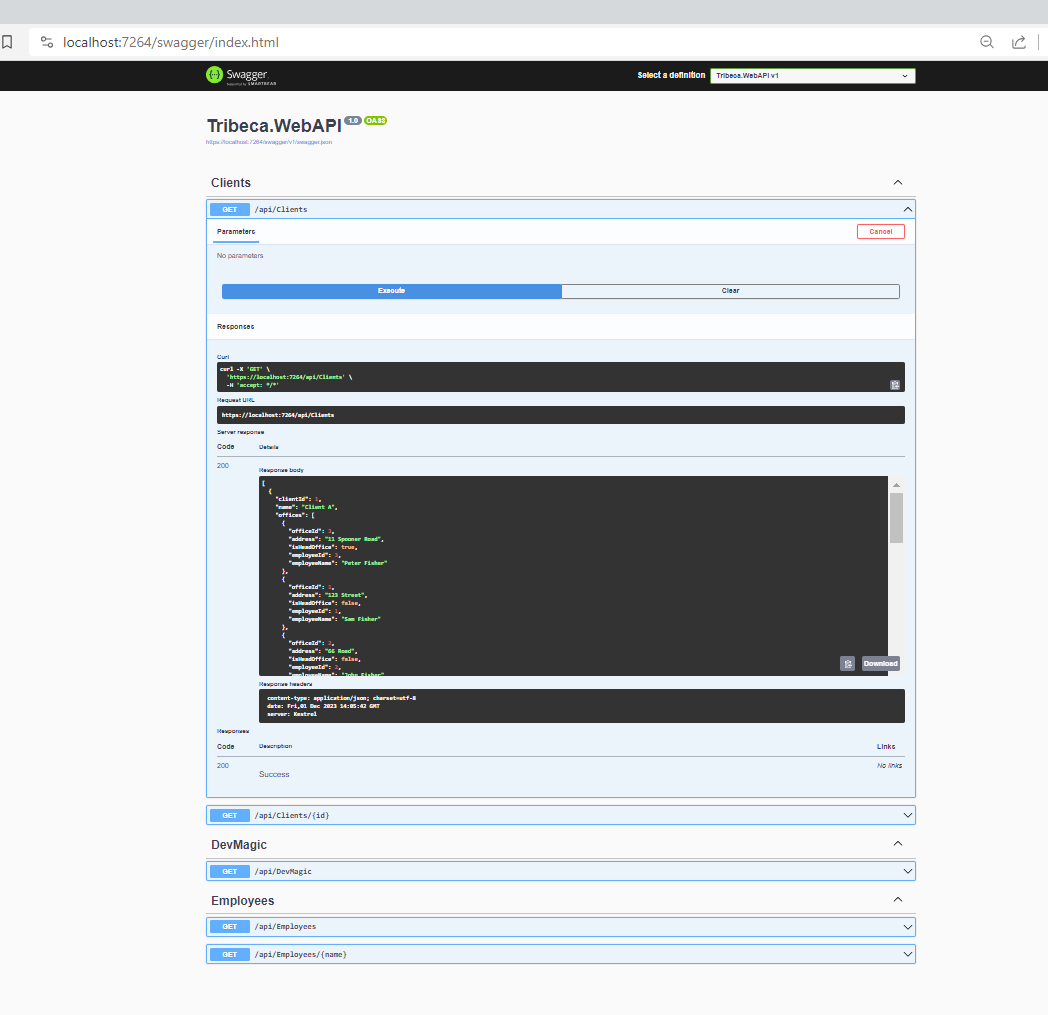 localhost:7264/swagger/index.html
Swagger
Supported by SMARTBEAR
Select a definition
Tribeca.WebAPI v1
Tribeca.WebAPI 1.0 OAS3
https://localhost:7264/swagger/v1/swagger.json
Clients
GET /api/Clients
Parameters
Cancel
No parameters
Execute
Clear
Responses
Curl
curl -X 'GET' \
'https://localhost:7264/api/Clients' \
-H 'accept: */*'
Request URL
https://localhost:7264/api/Clients
Server response
Code Details
200
Response body
[
{
"clientId": 1,
"name": "Client A",
"offices": [
{
"officeId": 3,
"address": "11 Spooner Road",
"isHeadOffice": true,
"employeeId": 3,
"employeeName": "Peter Fisher"
},
{
"officeId": 1,
"address": "123 Street",
"isHeadOffice": false,
"employeeId": 1,
"employeeName": "Sam Fisher"
},
{
"officeId": 2,
"address": "66 Road",
"isHeadOffice": false,
"employeeId": 2,
"employeeName": "John Fisher"
Download
Response headers
content-type: application/json; charset=utf-8
date: Fri,01 Dec 2023 14:05:42 GMT
server: Kestrel
Responses
Code Description Links
200
Success
No links
GET /api/Clients/{id}
DevMagic
GET /api/DevMagic
Employees
GET /api/Employees
GET /api/Employees/{name}